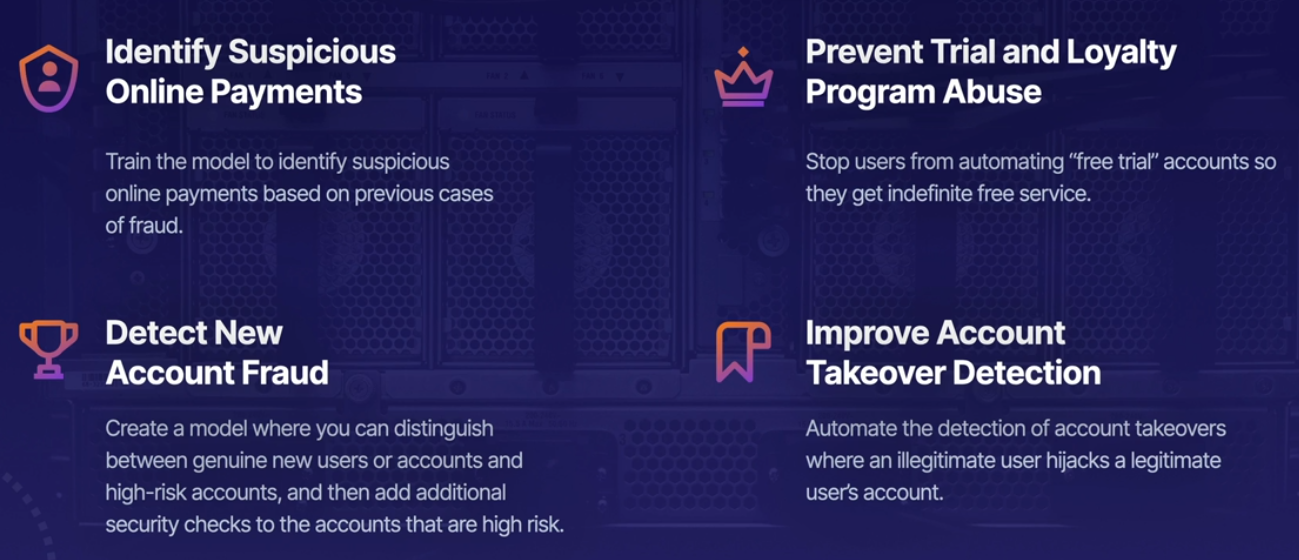 Identify Suspicious
Online Payments
Train the model to identify suspicious
online payments based on previous cases
of fraud.
Prevent Trial and Loyalty
Program Abuse
Stop users from automating “free trial” accounts so
they get indefinite free service.
Detect New
Account Fraud
Create a model where you can distinguish
between genuine new users or accounts and
high-risk accounts, and then add additional
security checks to the accounts that are high risk.
Improve Account
Takeover Detection
Automate the detection of account takeovers
where an illegitimate user hijacks a legitimate
user’s account.